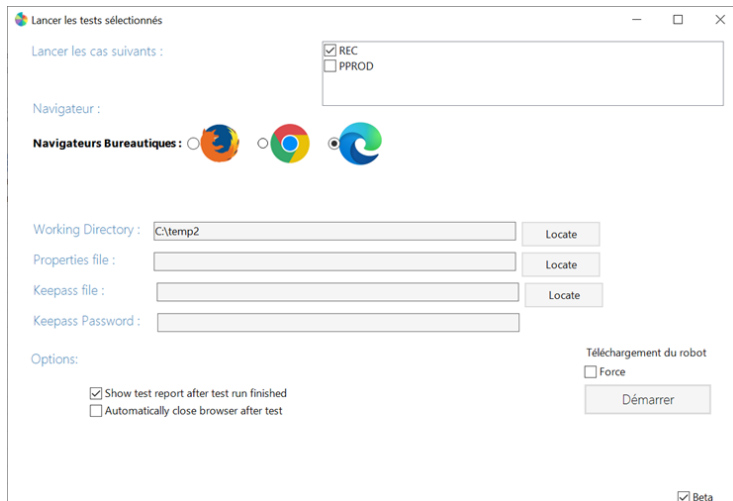 Lancer les tests sélectionnés
Lancer les cas suivants :
REC
PPROD
Navigateur :
Navigateurs Bureautiques :
Working Directory : C:\temp2 Locate
Properties file : Locate
Keepass file : Locate
Keepass Password :
Options:
Téléchargement du robot
Force
Show test report after test run finished
Démarrer
Automatically close browser after test
Beta